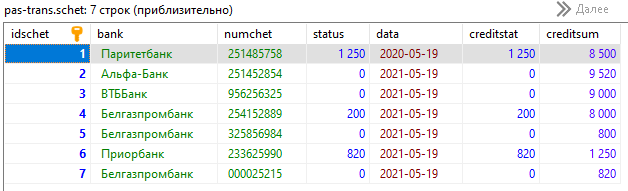 pas-trans.schet: 7 строк (приблизительно) Далее
idschet bank numchet status data creditstat creditsum
1 Паритетбанк 251485758 1 250 2020-05-19 1 250 8 500
2 Альфа-Банк 251452854 0 2021-05-19 0 9 520
3 ВТББанк 956256325 0 2021-05-19 0 9 000
4 Белгазпромбанк 254152889 200 2021-05-19 200 8 000
5 Белгазпромбанк 325856984 0 2021-05-19 0 800
6 Приорбанк 233625990 820 2021-05-19 820 1 250
7 Белгазпромбанк 000025215 0 2021-05-19 0 820